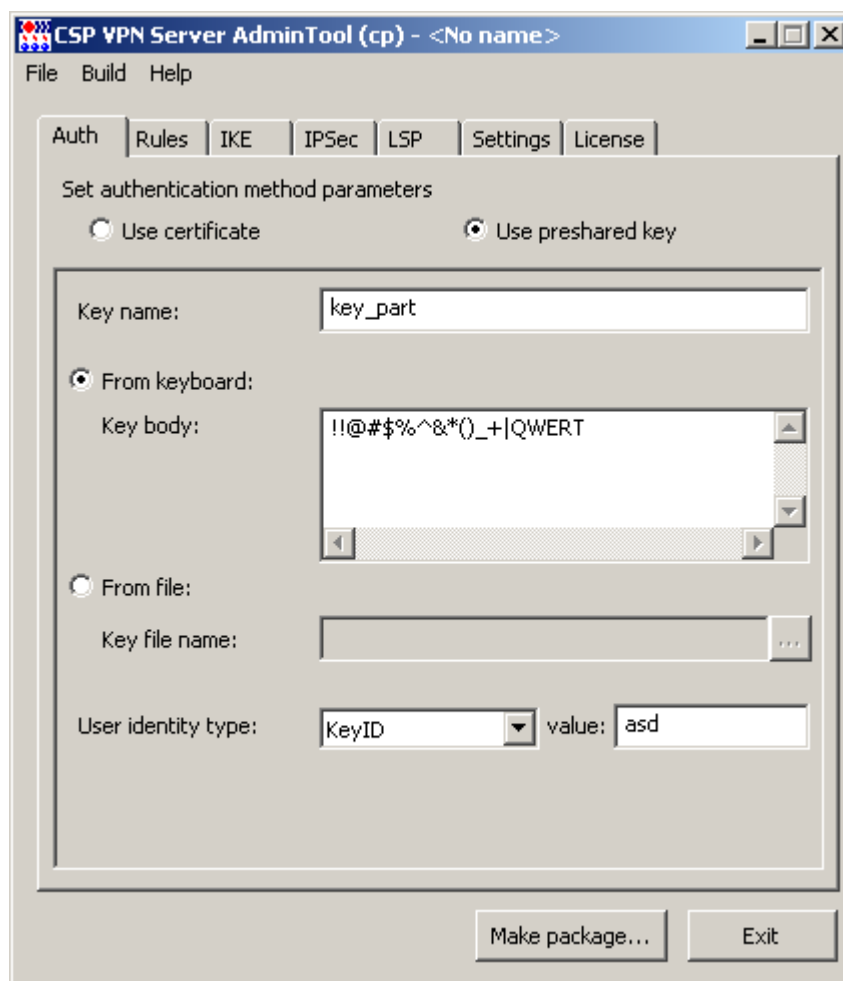 CSP VPN Server AdminTool (cp) - <No name>
File Build Help
Auth Rules IKE IPSec LSP Settings License
Set authentication method parameters
Use certificate Use preshared key
Key name: key_part
From keyboard:
Key body: !!@#$%^&*()_+|QWERT
From file:
Key file name: ...
User identity type: KeyID value: asd
Make package... Exit